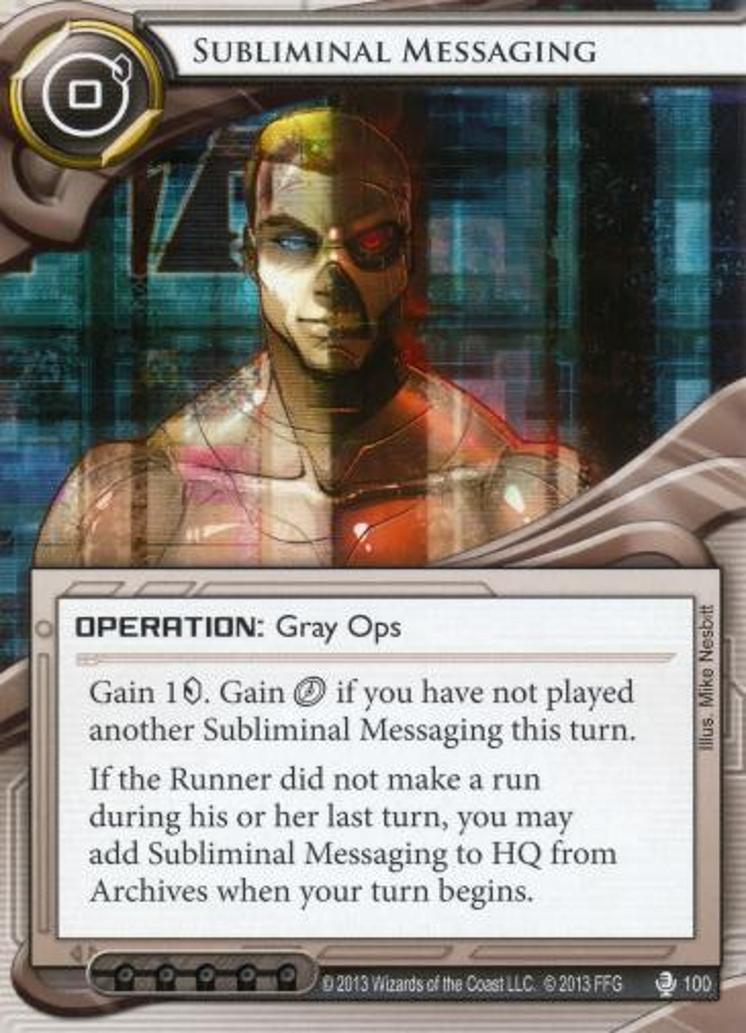 SUBLIMINAL MESSAGING
OPERATION: Gray Ops
Gain 1. Gain if you have not played
another Subliminal Messaging this turn.
If the Runner did not make a run
during his or her last turn, you may
add Subliminal Messaging to HQ from
Archives when your turn begins.
Illus. Mike Nesbitt
© 2013 Wizards of the Coast LLC. © 2013 FFG 100